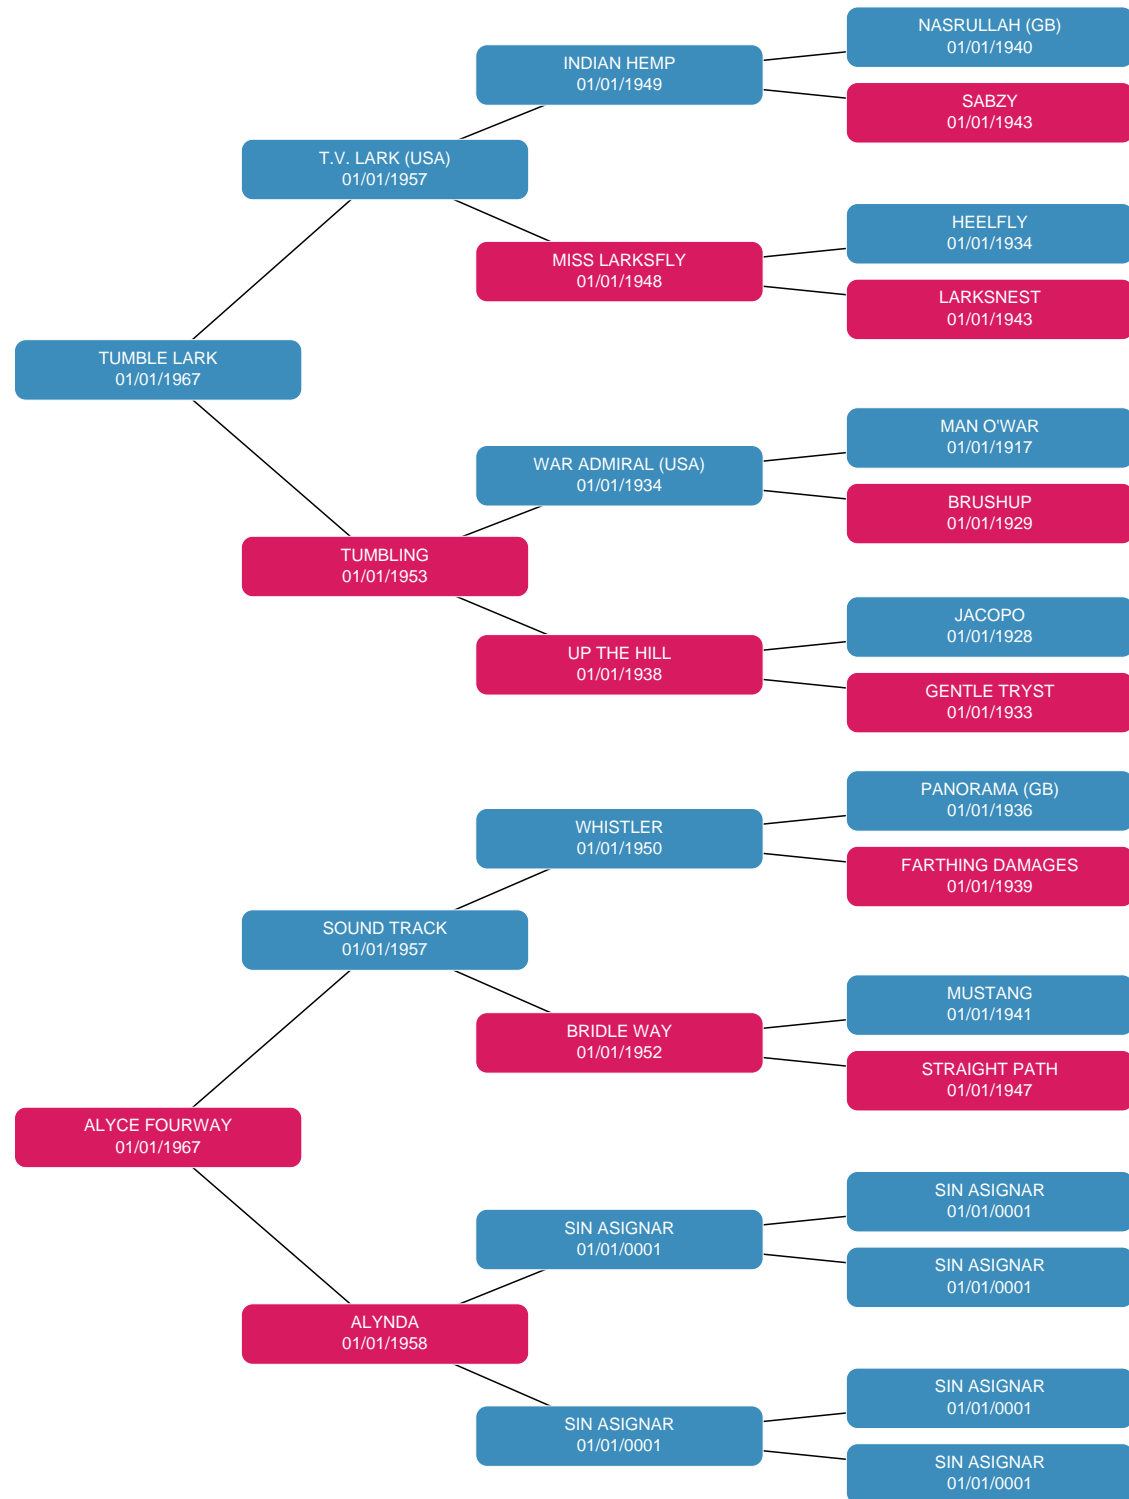 NASRULLAH (GB)
01/01/1940
INDIAN HEMP
01/01/1949
SABZY
01/01/1943
T.V. LARK (USA)
01/01/1957
HEELFLY
01/01/1934
MISS LARKSFLY
01/01/1948
LARKSNEST
01/01/1943
TUMBLE LARK
01/01/1967
MAN O'WAR
01/01/1917
WAR ADMIRAL (USA)
01/01/1934
BRUSHUP
01/01/1929
TUMBLING
01/01/1953
JACOPO
01/01/1928
UP THE HILL
01/01/1938
GENTLE TRYST
01/01/1933
PANORAMA (GB)
01/01/1936
WHISTLER
01/01/1950
FARTHING DAMAGES
01/01/1939
SOUND TRACK
01/01/1957
MUSTANG
01/01/1941
BRIDLE WAY
01/01/1952
STRAIGHT PATH
01/01/1947
ALYCE FOURWAY
01/01/1967
SIN ASIGNAR
01/01/0001
SIN ASIGNAR
01/01/0001
SIN ASIGNAR
01/01/0001
ALYNDA
01/01/1958
SIN ASIGNAR
01/01/0001
SIN ASIGNAR
01/01/0001
SIN ASIGNAR
01/01/0001